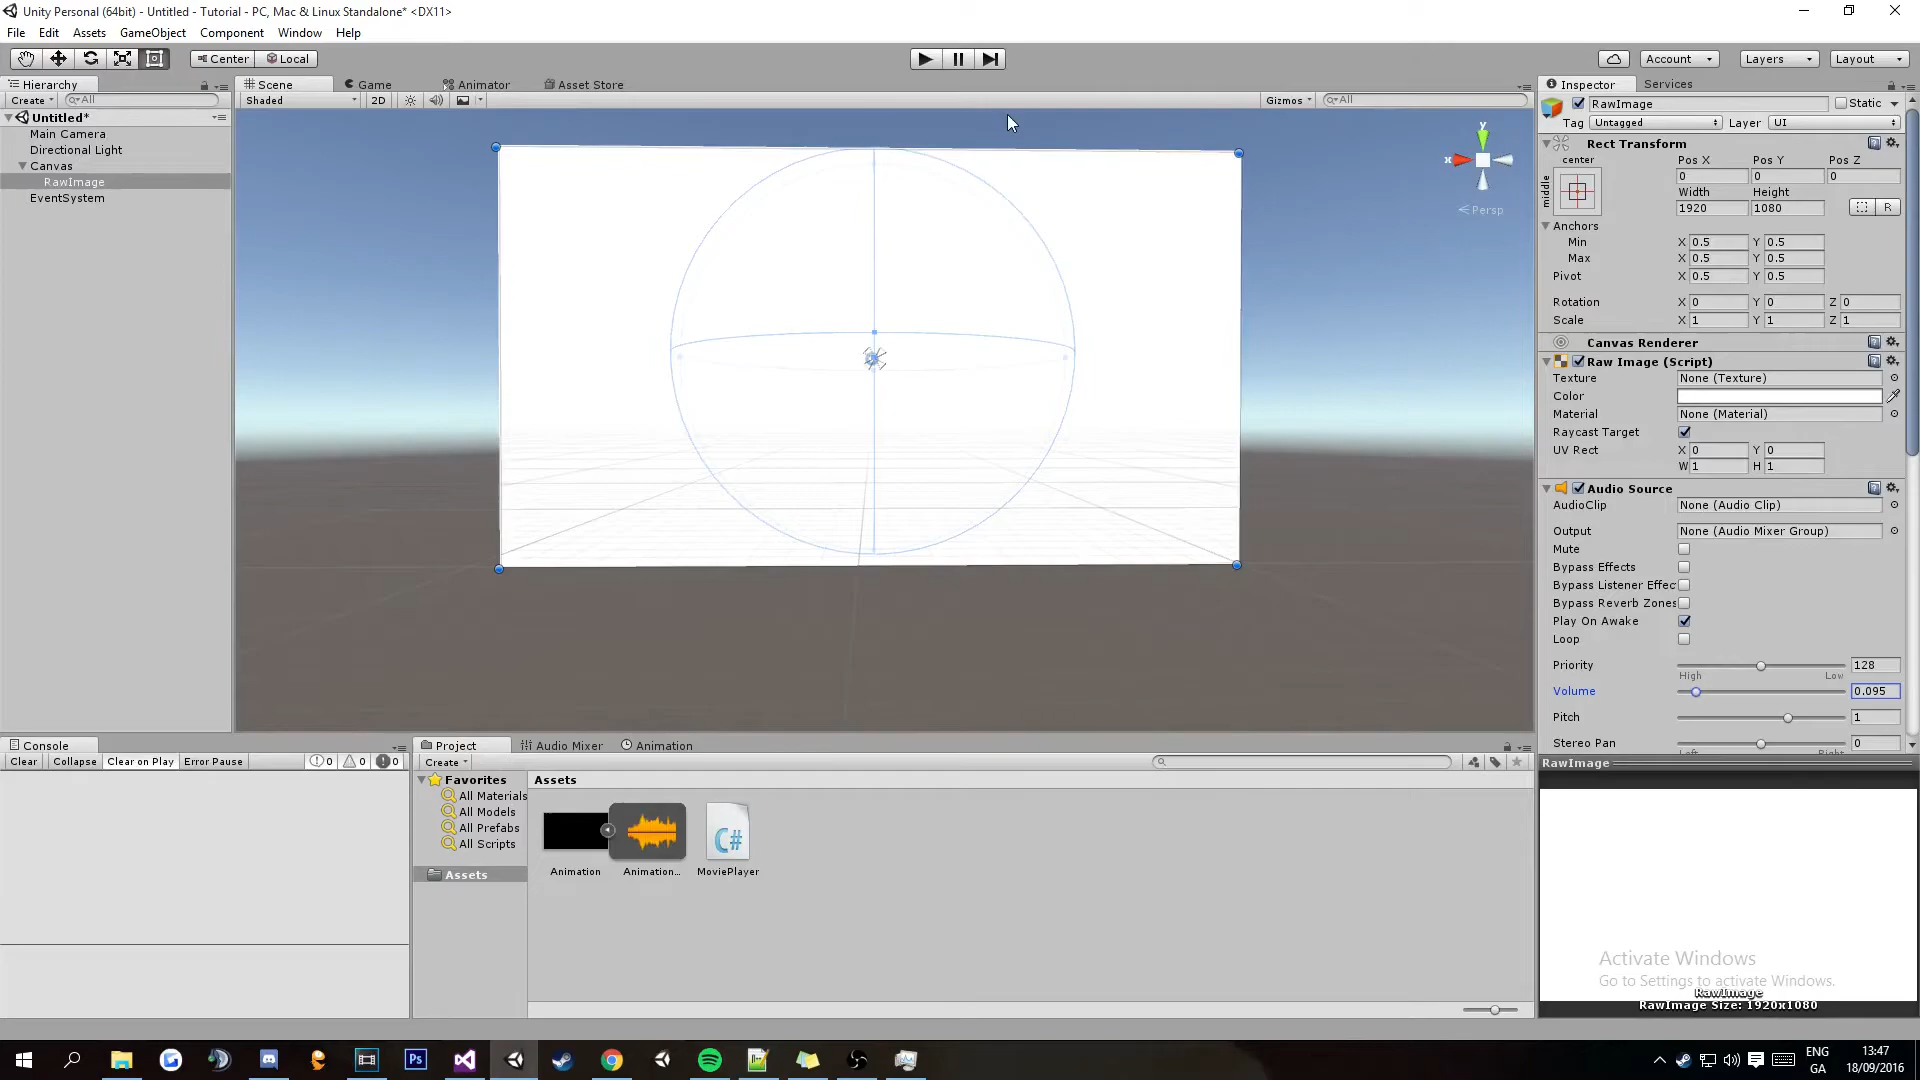 Unity Personal (64bit) - Untitled - Tutorial - PC, Mac & Linux Standalone* <DX11>
File Edit Assets GameObject Component Window Help
Center Local Account Layers Layout
Hierarchy Scene Game Animator Asset Store Inspector Services
Create All Shaded 2D Gizmos All RawImage Static
Untitled*
Tag Untagged Layer UI
Main Camera
Directional Light
Canvas
RawImage
EventSystem
y
x
Persp
Rect Transform
center Pos X Pos Y Pos Z
middle
0 0 0
Width Height
1920 1080 R
Anchors
Min X 0.5 Y 0.5
Max X 0.5 Y 0.5
Pivot X 0.5 Y 0.5
Rotation X 0 Y 0 Z 0
Scale X 1 Y 1 Z 1
Canvas Renderer
Raw Image (Script)
Texture None (Texture)
Color
Material None (Material)
Raycast Target
UV Rect X 0 Y 0
W 1 H 1
Audio Source
AudioClip None (Audio Clip)
Output None (Audio Mixer Group)
Mute
Bypass Effects
Bypass Listener Effec
Bypass Reverb Zones
Play On Awake
Loop
Priority 128
High Low
Volume 0.095
Pitch 1
Stereo Pan 0
Left Right
Console Project Audio Mixer Animation
Clear Collapse Clear on Play Error Pause 0 0 0 Create
RawImage
Favorites Assets
All Materials
All Models
All Prefabs
All Scripts
Assets
C#
Animation Animation... MoviePlayer
Activate Windows
Go to Settings to activate Windows.
RawImage
RawImage Size: 1920x1080
Ps
ENG 13:47
GA 18/09/2016